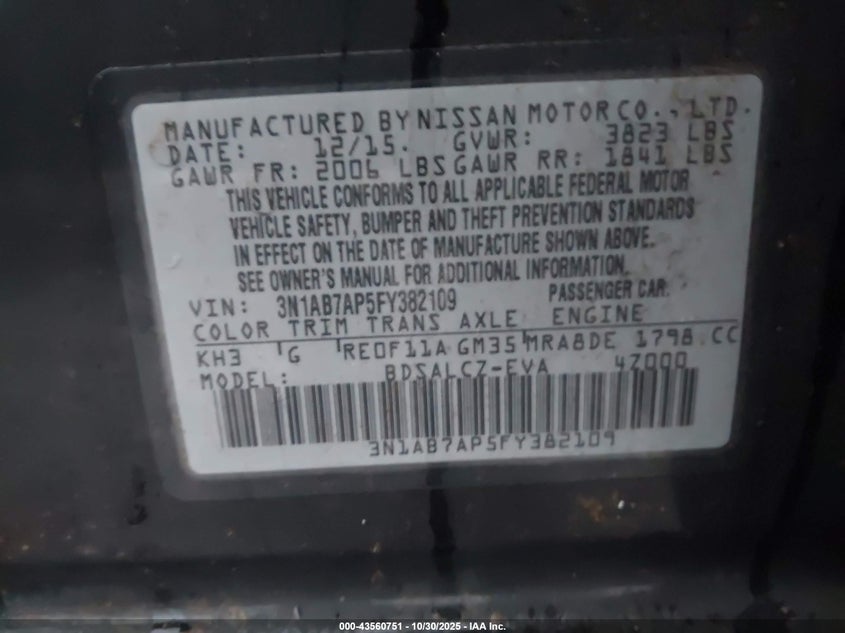 MANUFACTURED BY NISSAN MOTOR CO., LTD.
DATE: 12/15. GVWR: 3823 LBS
GAWR FR: 2006 LBS GAWR RR: 1841 LBS
THIS VEHICLE CONFORMS TO ALL APPLICABLE FEDERAL MOTOR
VEHICLE SAFETY, BUMPER AND THEFT PREVENTION STANDARDS
IN EFFECT ON THE DATE OF MANUFACTURE SHOWN ABOVE.
SEE OWNER'S MANUAL FOR ADDITIONAL INFORMATION.
VIN: 3N1AB7AP5FY382109 PASSENGER CAR
COLOR TRIM TRANS AXLE ENGINE
KH3 G RE0F11A GM35 MRA8DE 1798 CC
MODEL: BDSALCZ-EVA 4Z000
3N1AB7AP5FY382109
000-43560751 - 10/30/2025 - IAA Inc.